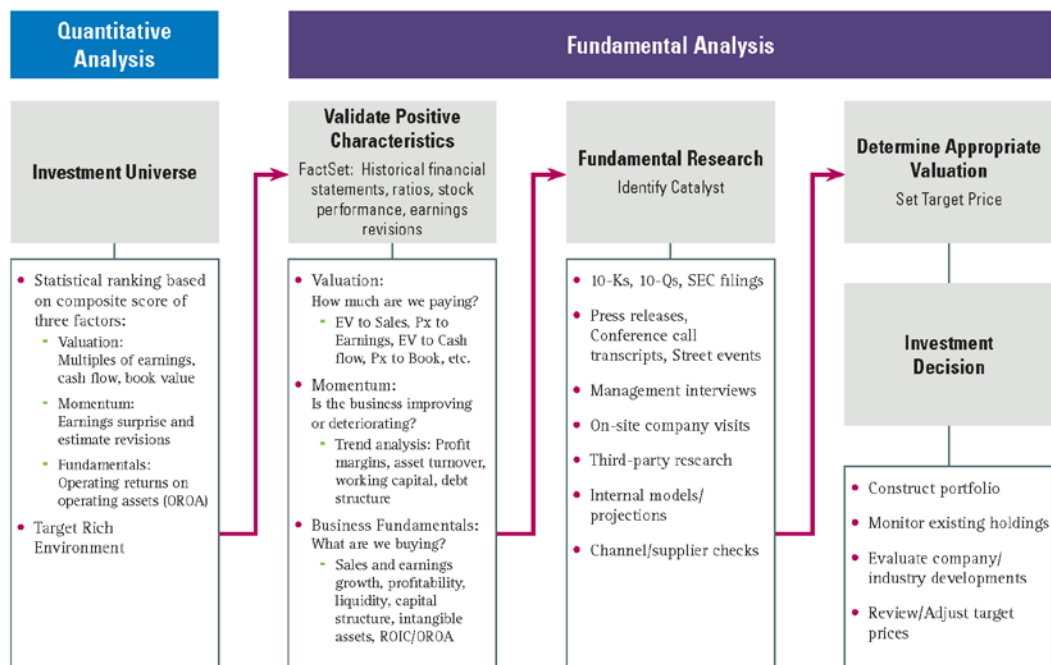 Quantitative
Analysis
Fundamental Analysis
Investment Universe
• Statistical ranking based
on composite score of
three factors:
- Valuation:
Multiples of earnings,
cash flow, book value
- Momentum:
Earnings surprise and
estimate revisions
- Fundamentals:
Operating returns on
operating assets (OROA)
• Target Rich
Environment
Validate Positive
Characteristics
FactSet: Historical financial
statements, ratios, stock
performance, earnings
revisions
• Valuation:
How much are we paying?
- EV to Sales, Px to
Earnings, EV to Cash
flow, Px to Book, etc.
• Momentum:
Is the business improving
or deteriorating?
- Trend analysis: Profit
margins, asset turnover,
working capital, debt
structure
• Business Fundamentals:
What are we buying?
- Sales and earnings
growth, profitability,
liquidity, capital
structure, intangible
assets, ROIC/OROA
Fundamental Research
Identify Catalyst
• 10-Ks, 10-Qs, SEC filings
• Press releases,
Conference call
transcripts, Street events
• Management interviews
• On-site company visits
• Third-party research
• Internal models/
projections
• Channel/supplier checks
Determine Appropriate
Valuation
Set Target Price
Investment
Decision
• Construct portfolio
• Monitor existing holdings
• Evaluate company/
industry developments
• Review/Adjust target
prices